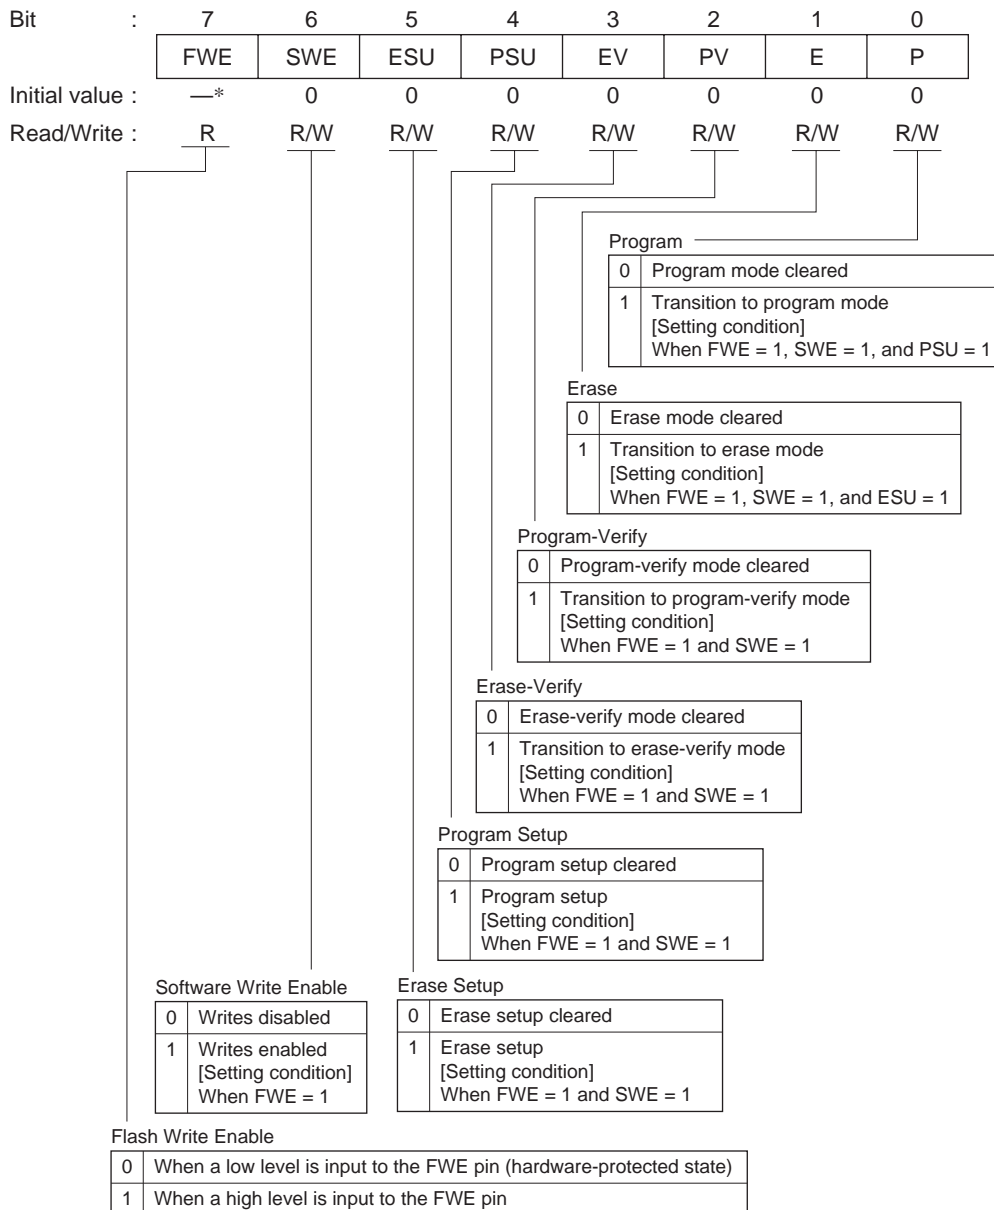 Bit : 7 6 5 4 3 2 1 0
FWE SWE ESU PSU EV PV E P
Initial value : —* 0 0 0 0 0 0 0
Read/Write : R R/W R/W R/W R/W R/W R/W R/W
Program
0 Program mode cleared
1 Transition to program mode
[Setting condition]
When FWE = 1, SWE = 1, and PSU = 1
Erase
0 Erase mode cleared
1 Transition to erase mode
[Setting condition]
When FWE = 1, SWE = 1, and ESU = 1
Program-Verify
0 Program-verify mode cleared
1 Transition to program-verify mode
[Setting condition]
When FWE = 1 and SWE = 1
Erase-Verify
0 Erase-verify mode cleared
1 Transition to erase-verify mode
[Setting condition]
When FWE = 1 and SWE = 1
Program Setup
0 Program setup cleared
1 Program setup
[Setting condition]
When FWE = 1 and SWE = 1
Software Write Enable
0 Writes disabled
1 Writes enabled
[Setting condition]
When FWE = 1
Erase Setup
0 Erase setup cleared
1 Erase setup
[Setting condition]
When FWE = 1 and SWE = 1
Flash Write Enable
0 When a low level is input to the FWE pin (hardware-protected state)
1 When a high level is input to the FWE pin